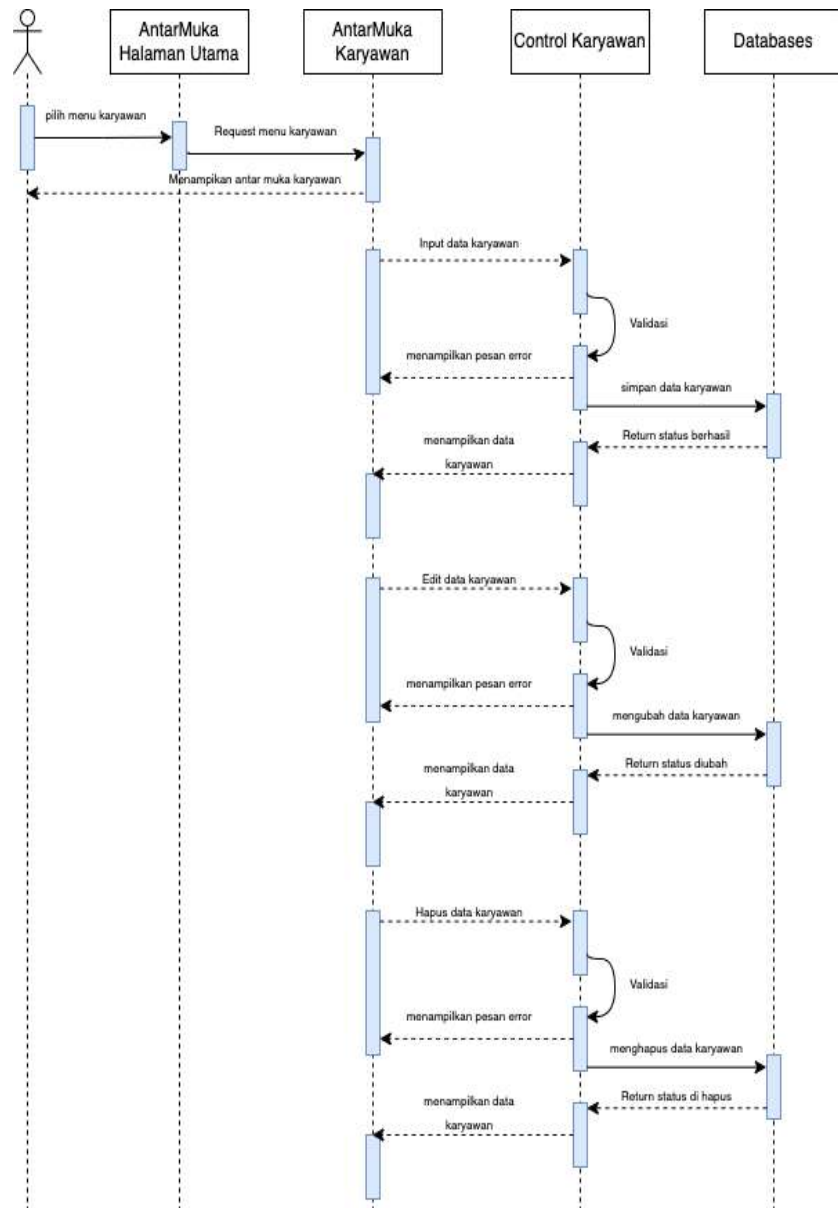 AntarMuka
Halaman Utama
AntarMuka
Karyawan
Control Karyawan
Databases
pilih menu karyawan
Request menu karyawan
Menampikan antar muka karyawan
Input data karyawan
Validasi
menampilkan pesan error
simpan data karyawan
Return status berhasil
menampilkan data
karyawan
Edit data karyawan
Validasi
menampilkan pesan error
mengubah data karyawan
Return status diubah
menampilkan data
karyawan
Hapus data karyawan
Validasi
menampilkan pesan error
menghapus data karyawan
Return status di hapus
menampilkan data
karyawan